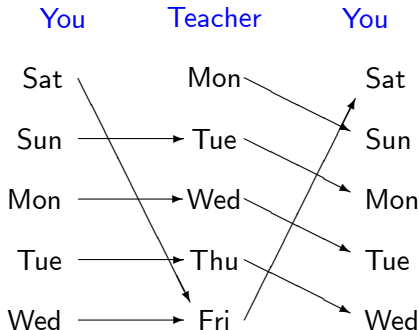 You Teacher You
Sat Mon Sat
Sun Tue Sun
Mon Wed Mon
Tue Thu Tue
Wed Fri Wed